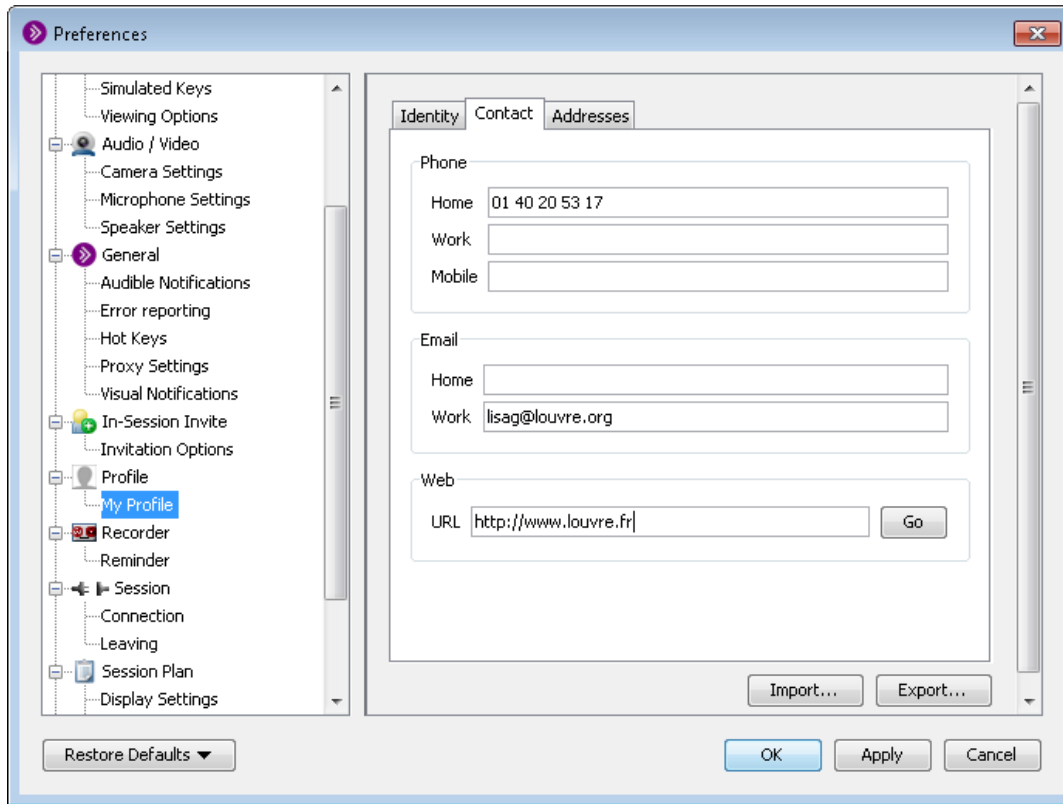 Preferences
Simulated Keys
Viewing Options
Audio / Video
Camera Settings
Microphone Settings
Speaker Settings
General
Audible Notifications
Error reporting
Hot Keys
Proxy Settings
Visual Notifications
In-Session Invite
Invitation Options
Profile
My Profile
Recorder
Reminder
Session
Connection
Leaving
Session Plan
Display Settings
Identity Contact Addresses
Phone
Home 01 40 20 53 17
Work
Mobile
Email
Home
Work lisag@louvre.org
Web
URL http://www.louvre.fr Go
Import... Export...
Restore Defaults OK Apply Cancel